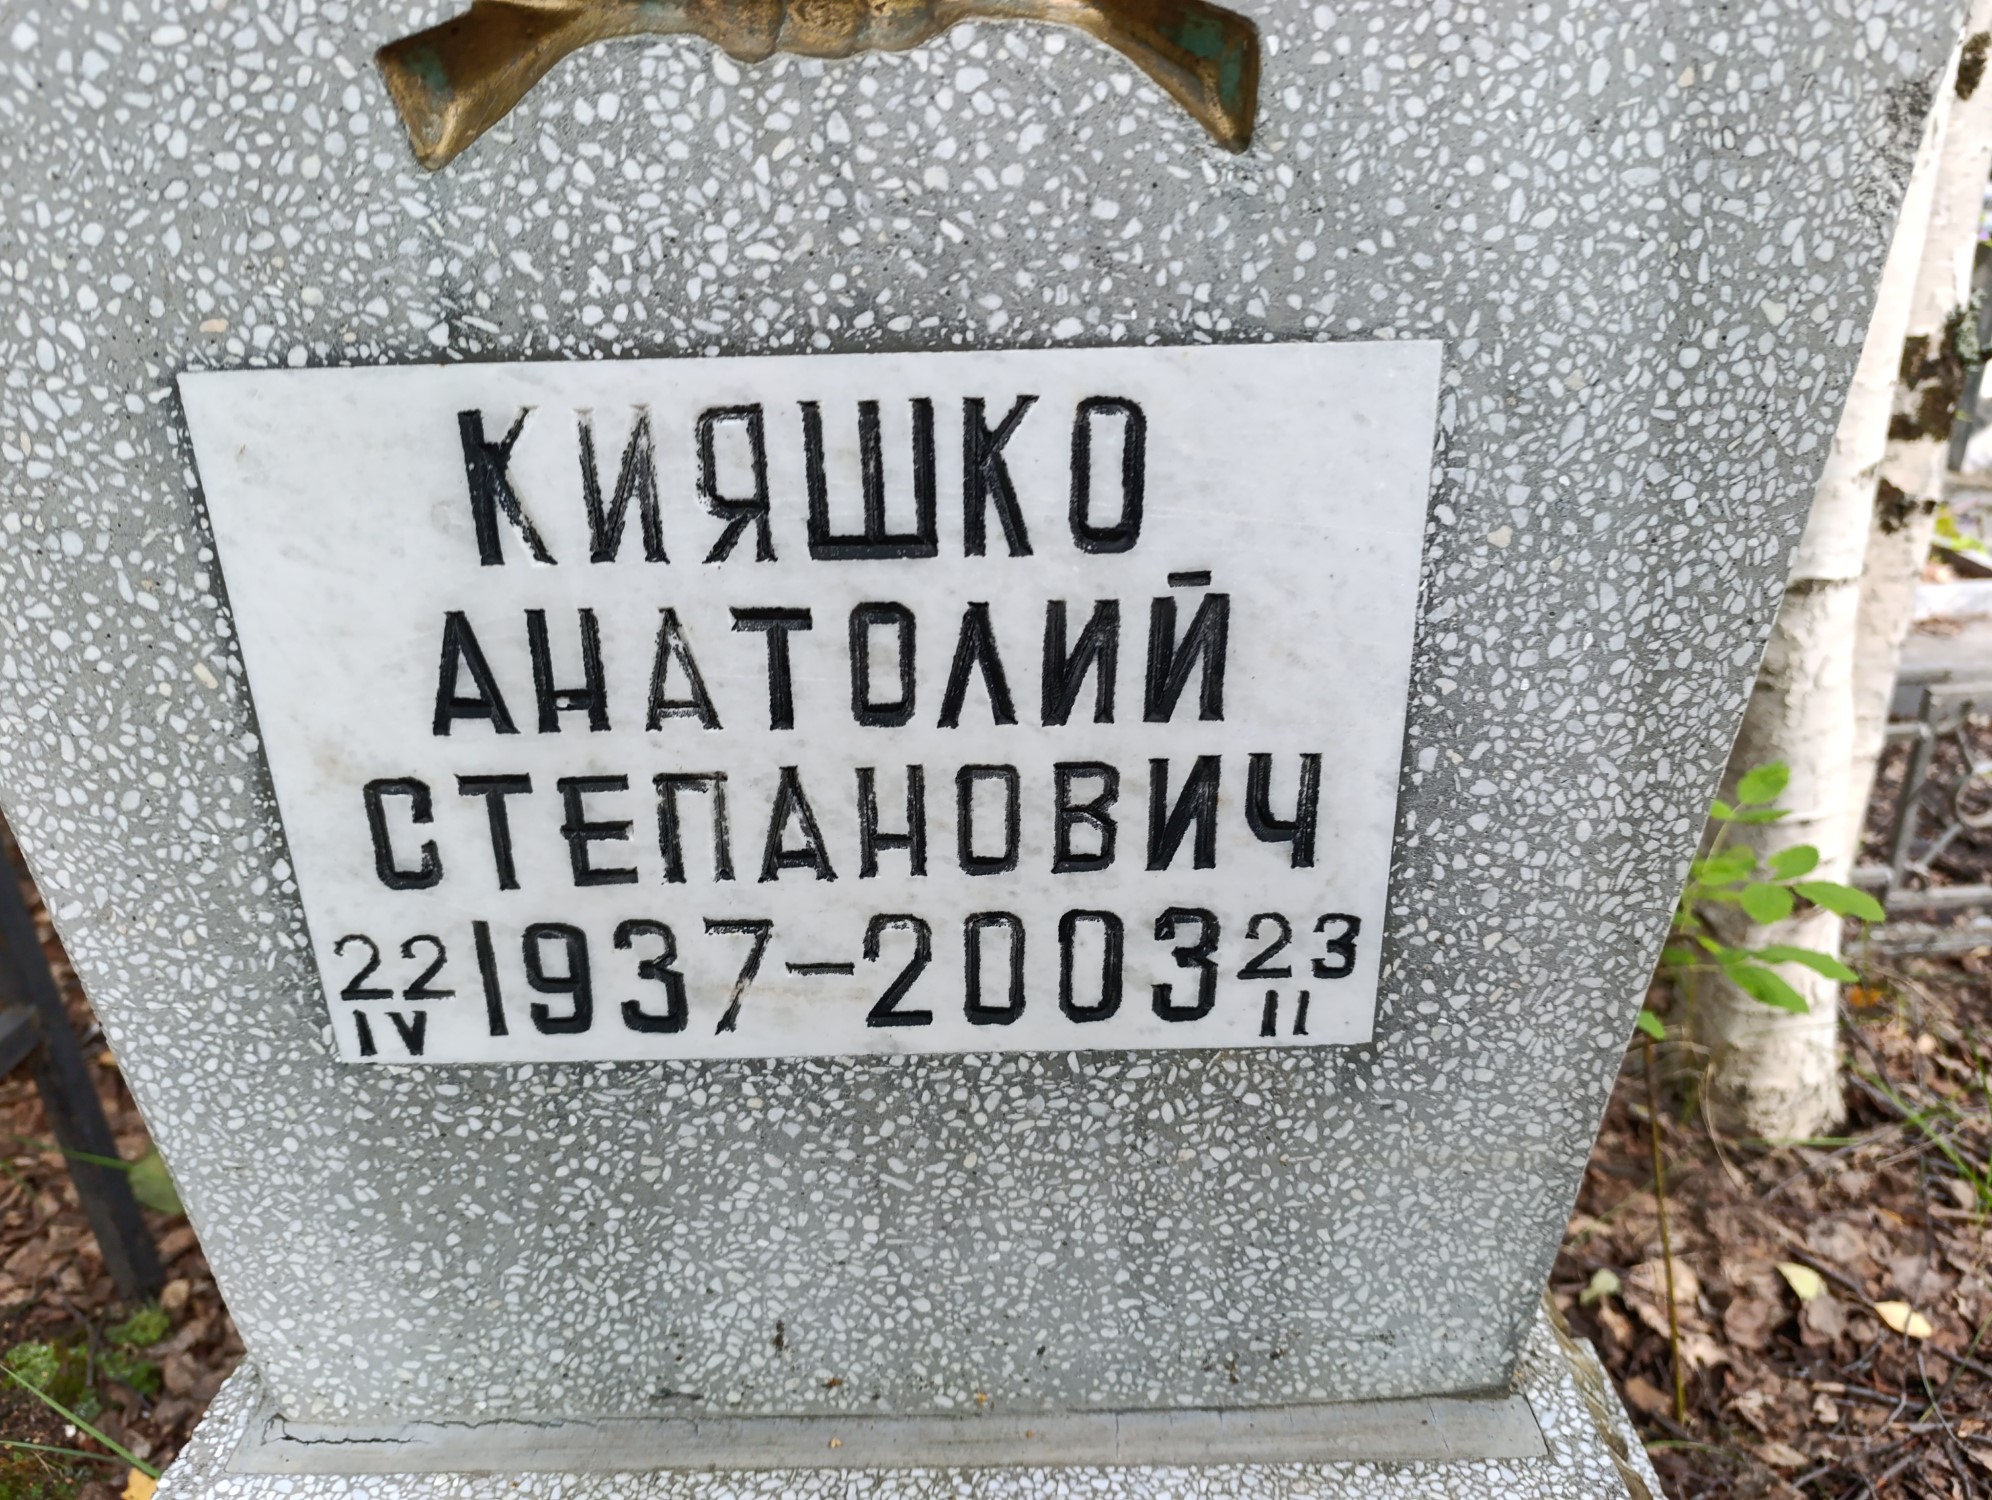 КИЯШКО
АНАТОЛИЙ
СТЕПАНОВИЧ
22 IV 1937-2003 23 II